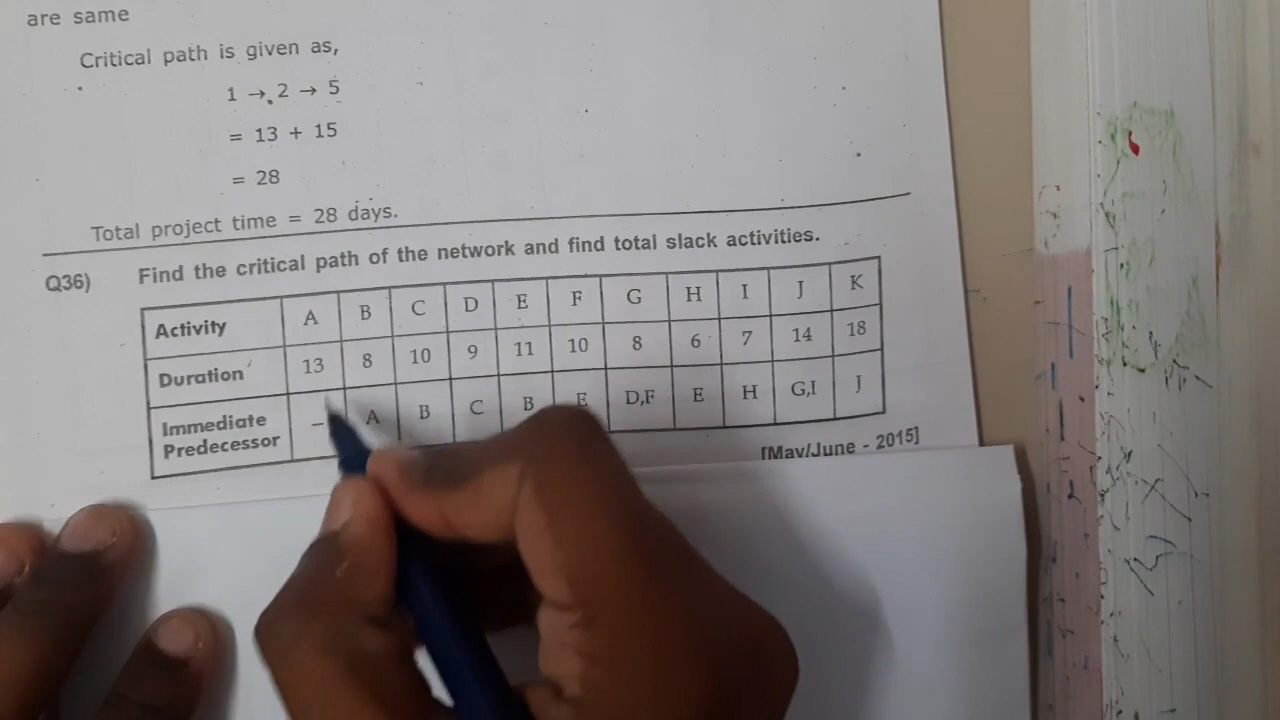 are same
Critical path is given as,
1 → 2 → 5
= 13 + 15
= 28
Total project time = 28 days.
Q36) Find the critical path of the network and find total slack activities.
Activity A B C D E F G H I J K
Duration 13 8 10 9 11 10 8 6 7 14 18
Immediate Predecessor – A B C B E D,F E H G,I J
[May/June - 2015]